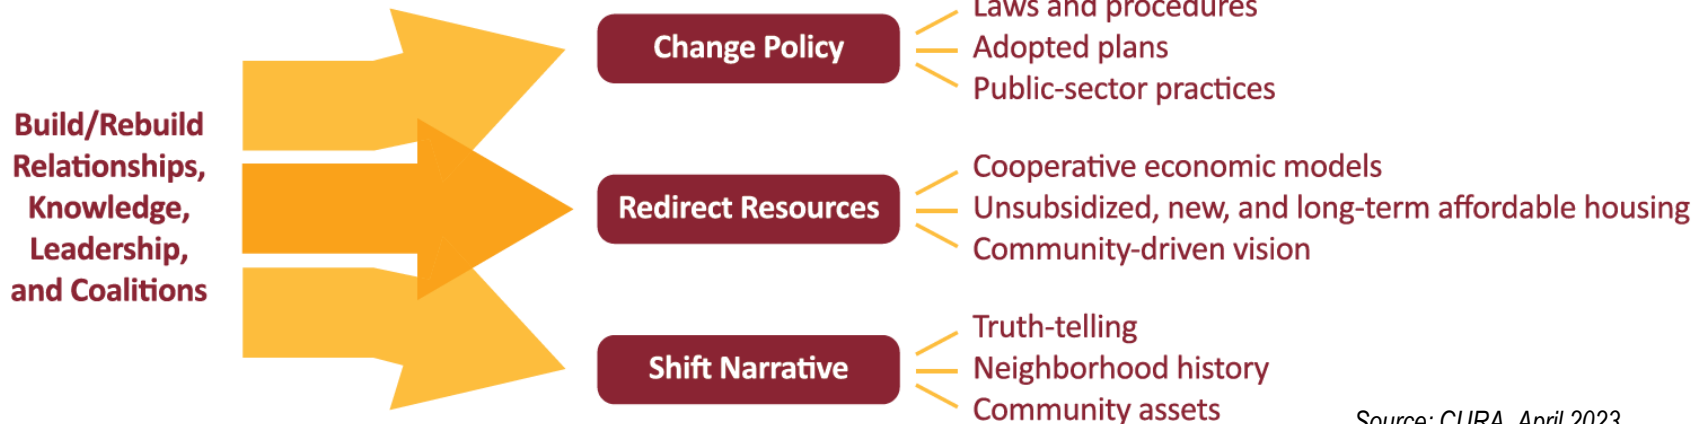 Build/Rebuild
Relationships,
Knowledge,
Leadership,
and Coalitions
Change Policy
Laws and procedures
Adopted plans
Public-sector practices
Redirect Resources
Cooperative economic models
Unsubsidized, new, and long-term affordable housing
Community-driven vision
Shift Narrative
Truth-telling
Neighborhood history
Community assets
Source: CURA, April 2023